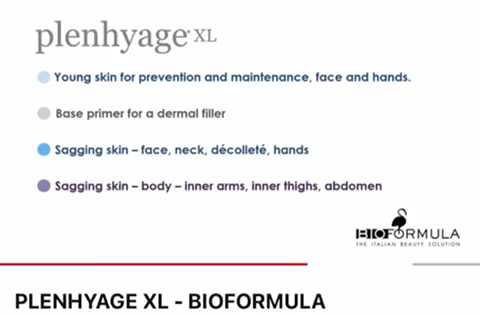 plenhyage® XL
Young skin for prevention and maintenance, face and hands.
Base primer for a dermal filler
Sagging skin – face, neck, décolleté, hands
Sagging skin – body – inner arms, inner thighs, abdomen
BIOFORMULA
THE ITALIAN BEAUTY SOLUTION
PLENHYAGE XL - BIOFORMULA